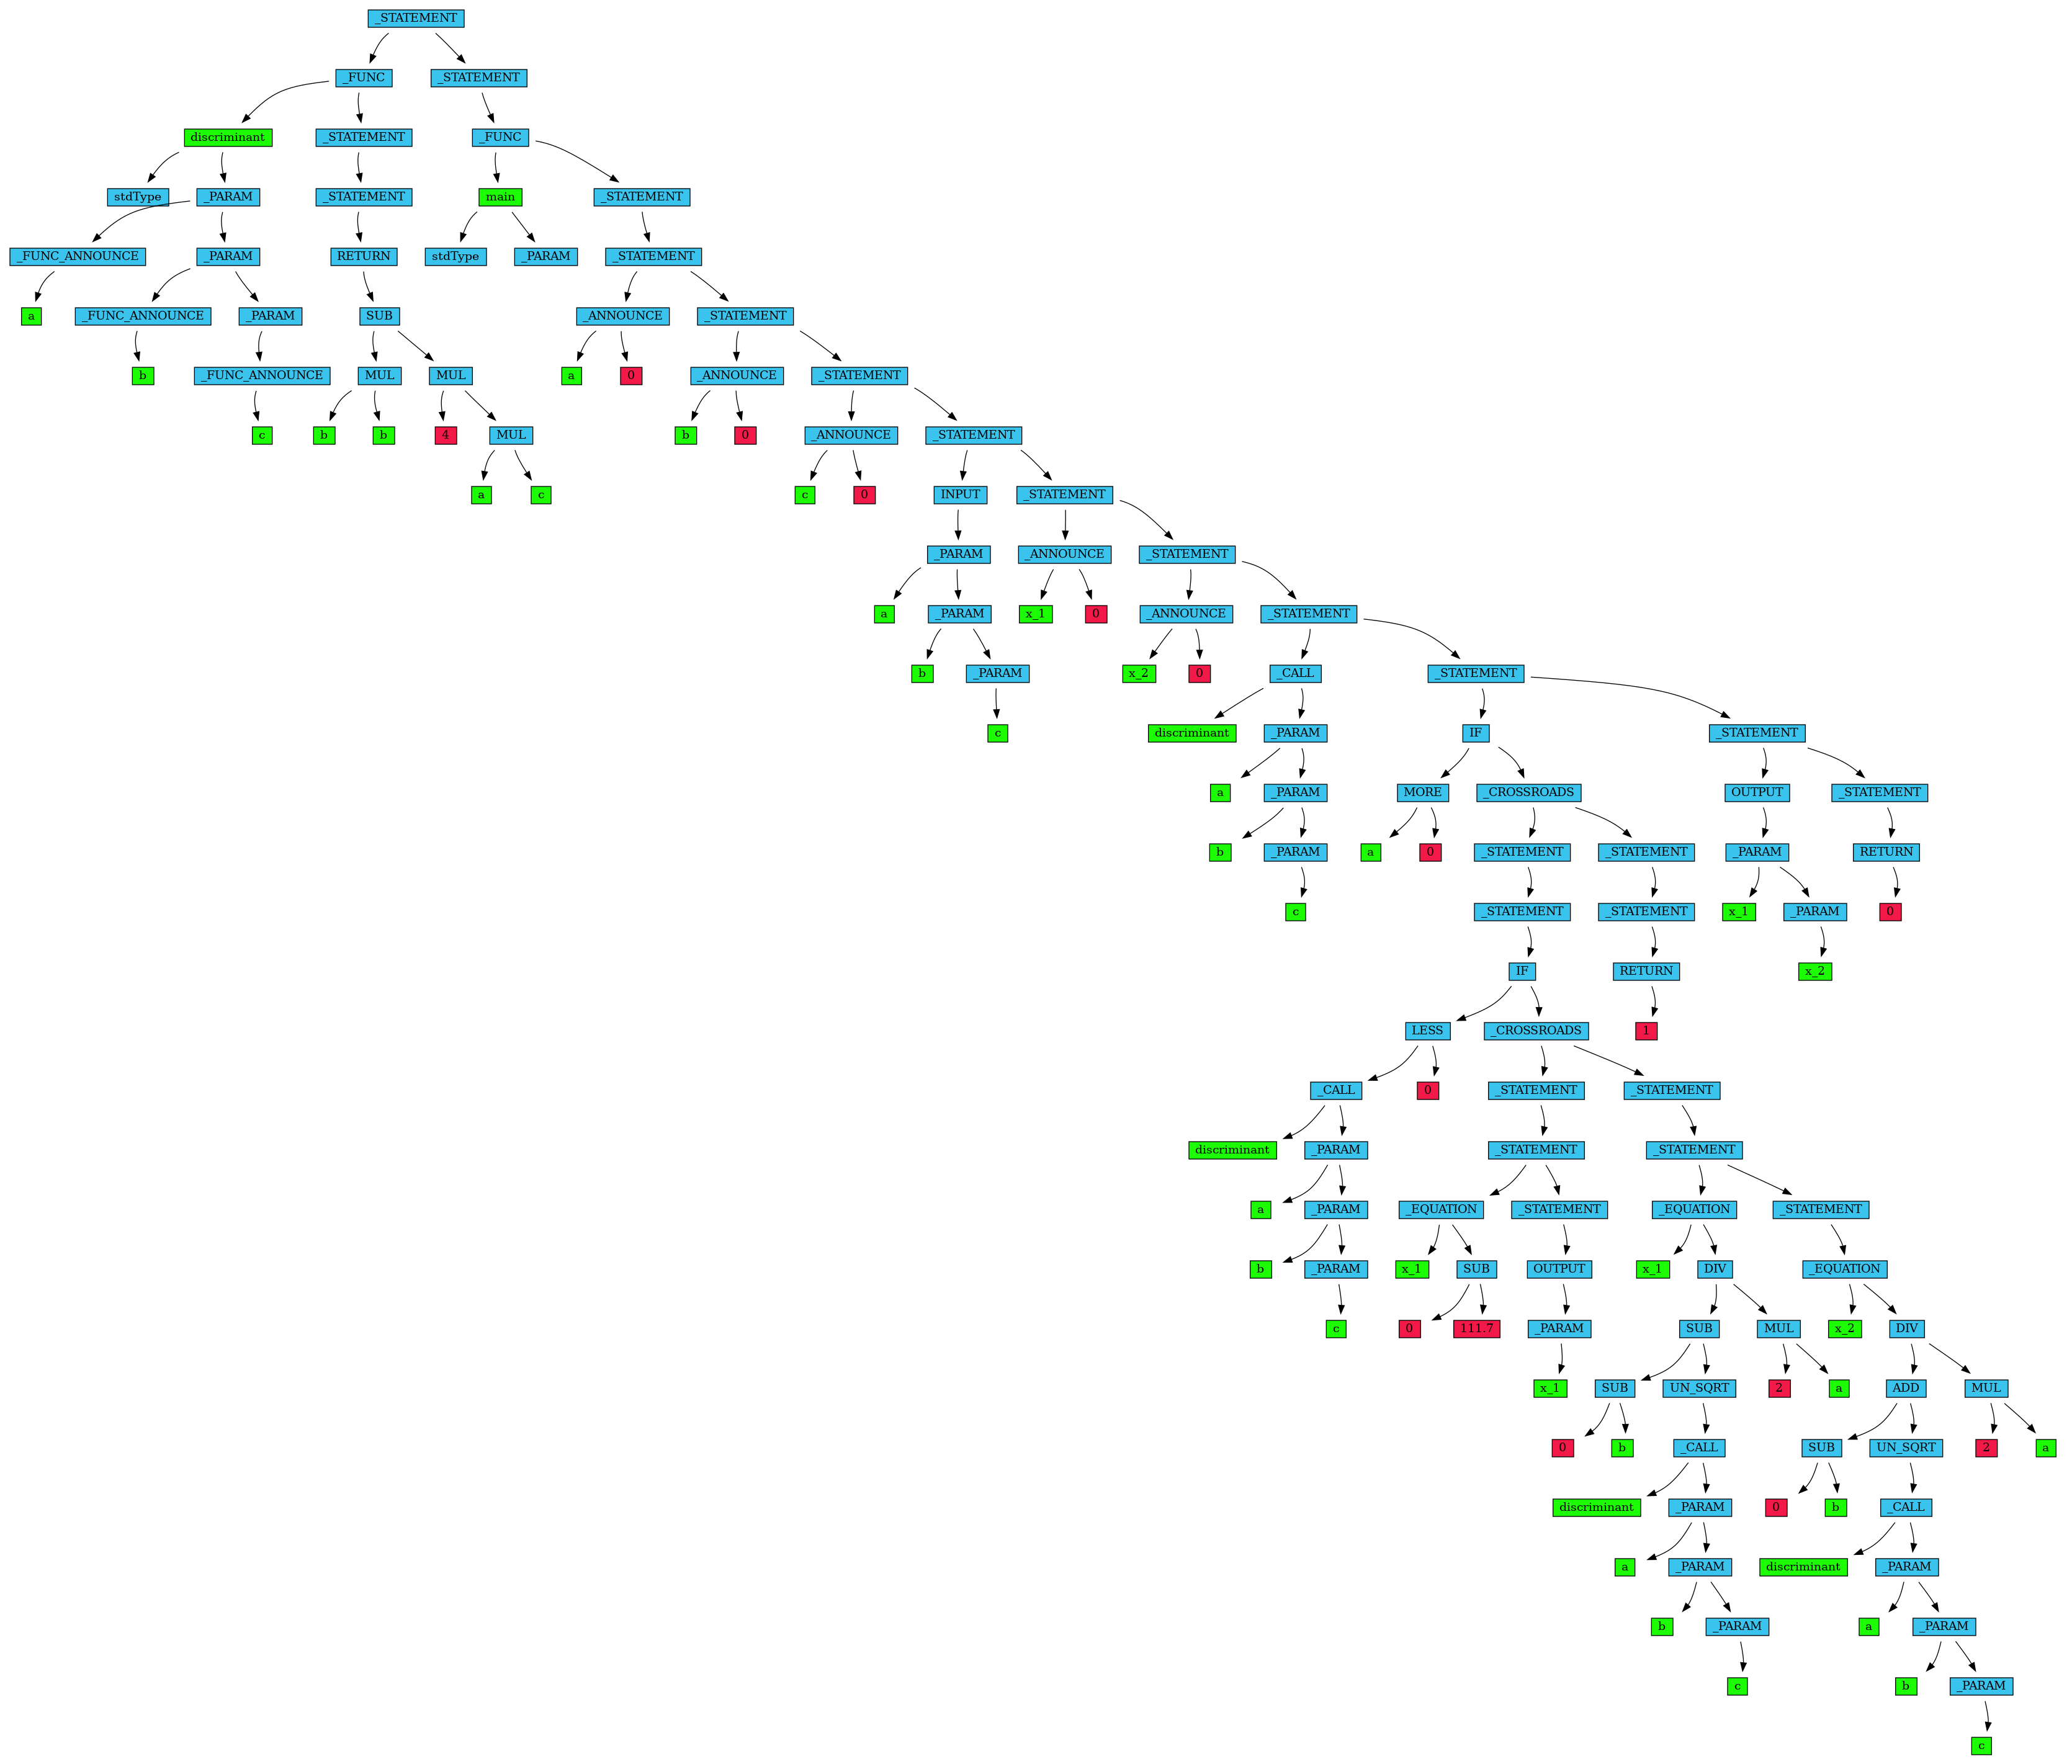 _STATEMENT
_FUNC _STATEMENT
discriminant _STATEMENT _FUNC
stdType _PARAM _STATEMENT main _STATEMENT
_FUNC_ANNOUNCE _PARAM RETURN stdType _PARAM _STATEMENT
a _FUNC_ANNOUNCE _PARAM SUB _ANNOUNCE _STATEMENT
b _FUNC_ANNOUNCE MUL MUL a 0 _ANNOUNCE _STATEMENT
c b b 4 MUL b 0 _ANNOUNCE _STATEMENT
a c c 0 INPUT _STATEMENT
_PARAM _ANNOUNCE _STATEMENT
a _PARAM x_1 0 _ANNOUNCE _STATEMENT
b _PARAM x_2 0 _CALL _STATEMENT
c discriminant _PARAM IF _STATEMENT
a _PARAM MORE _CROSSROADS OUTPUT _STATEMENT
b _PARAM a 0 _STATEMENT _STATEMENT _PARAM RETURN
c _STATEMENT _STATEMENT x_1 _PARAM 0
IF RETURN x_2
LESS _CROSSROADS 1
_CALL 0 _STATEMENT _STATEMENT
discriminant _PARAM _STATEMENT _STATEMENT
a _PARAM _EQUATION _STATEMENT _EQUATION _STATEMENT
b _PARAM x_1 SUB OUTPUT x_1 DIV _EQUATION
c 0 111.7 _PARAM SUB MUL x_2 DIV
x_1 SUB UN_SQRT 2 a ADD MUL
0 b _CALL SUB UN_SQRT 2 a
discriminant _PARAM 0 b _CALL
a _PARAM discriminant _PARAM
b _PARAM a _PARAM
c b _PARAM
c